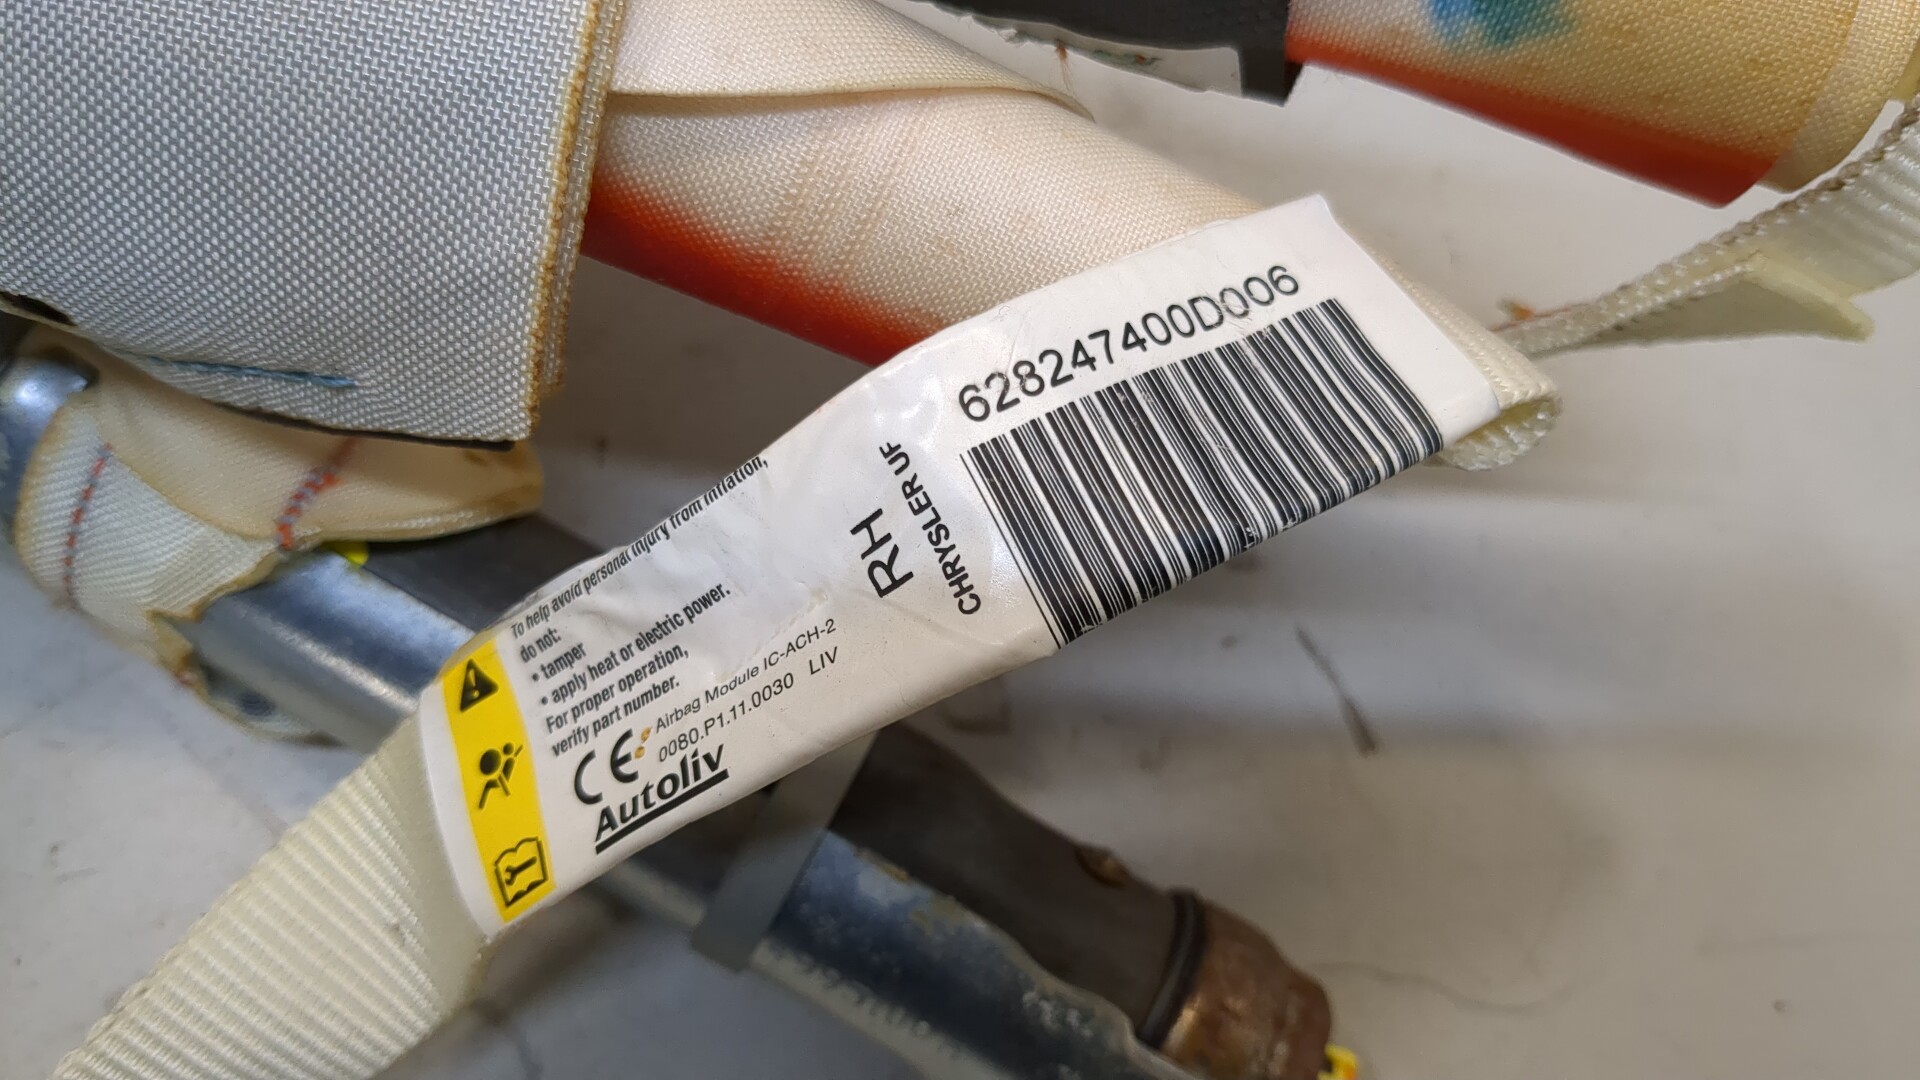 628247400D006
RH
CHRYSLER UF
To help avoid personal injury from inflation,
do not:
• tamper
• apply heat or electric power.
For proper operation,
verify part number.
CE Airbag Module IC-ACH-2
0080.P1.11.0030 LIV
Autoliv